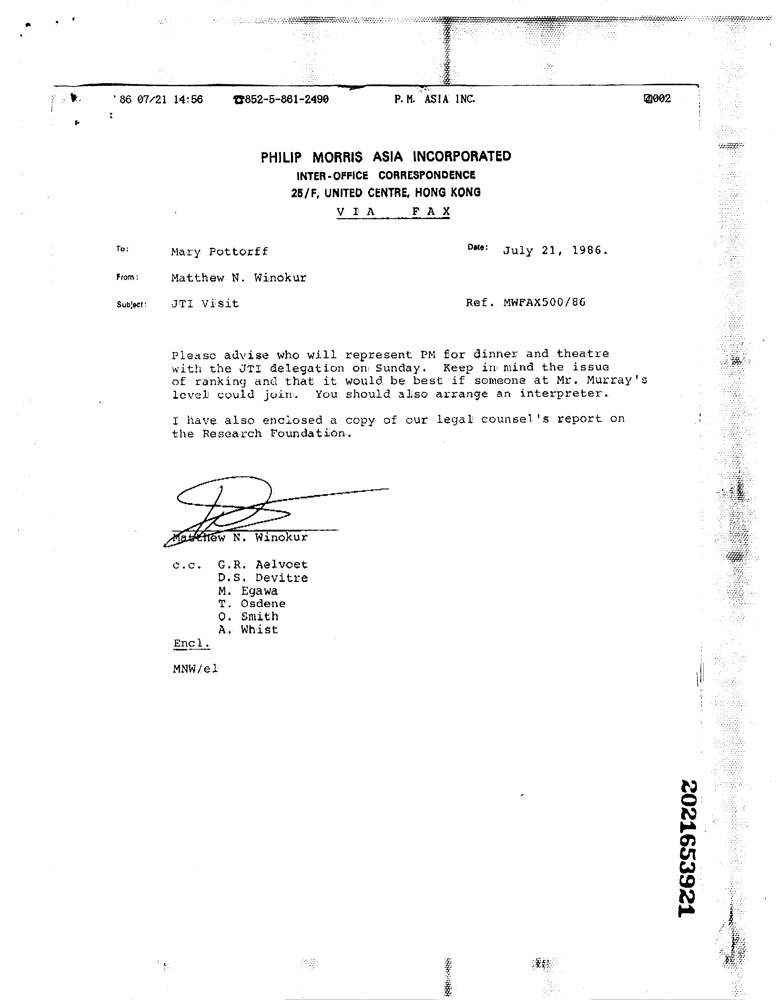 '86 07/21 14:56 ☎852-5-861-2490 P.M. ASIA INC. 002
PHILIP MORRIS ASIA INCORPORATED
INTER-OFFICE CORRESPONDENCE
25/F, UNITED CENTRE, HONG KONG
VIA FAX
To: Mary Pottorff Date: July 21, 1986.
From: Matthew N. Winokur
Subject: JTI Visit Ref. MWFAX500/86
Please advise who will represent PM for dinner and theatre
with the JTI delegation on Sunday. Keep in mind the issue
of ranking and that it would be best if someone at Mr. Murray's
level could join. You should also arrange an interpreter.
I have also enclosed a copy of our legal counsel's report on
the Research Foundation.
Matthew N. Winokur
c.c. G.R. Aelvoet
D.S. Devitre
M. Egawa
T. Osdene
O. Smith
A. Whist
Encl.
MNW/el
2021653921